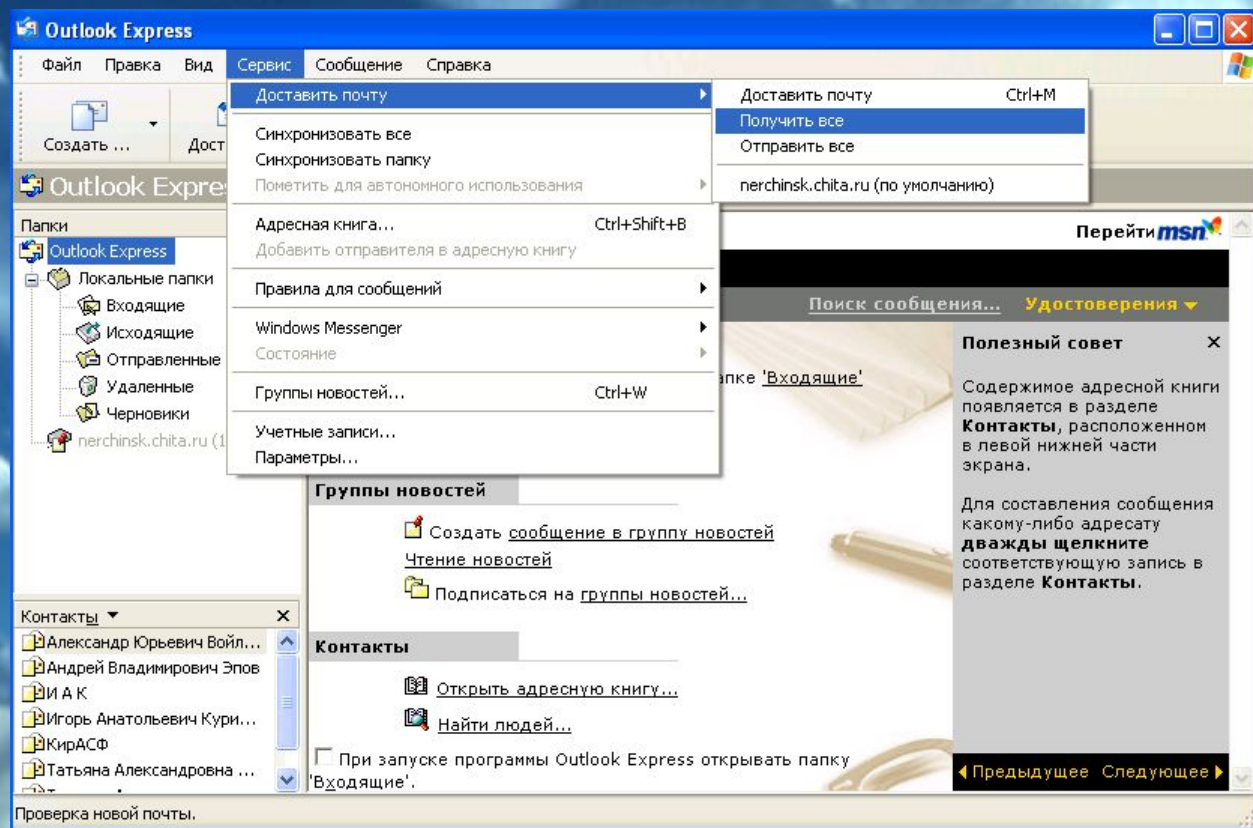 Outlook Express
Файл Правка Вид Сервис Сообщение Справка
Создать ...
Дост
Доставить почту
Синхронизовать все
Синхронизовать папку
Пометить для автономного использования
Адресная книга... Ctrl+Shift+B
Добавить отправителя в адресную книгу
Правила для сообщений
Windows Messenger
Состояние
Группы новостей... Ctrl+W
Учетные записи...
Параметры...
Доставить почту Ctrl+M
Получить все
Отправить все
nerchinsk.chita.ru (по умолчанию)
Outlook Expre
Папки
Outlook Express
Локальные папки
Входящие
Исходящие
Отправленные
Удаленные
Черновики
nerchinsk.chita.ru (1
Перейти msn
Поиск сообщения... Удостоверения
апке 'Входящие'
Группы новостей
Создать сообщение в группу новостей
Чтение новостей
Подписаться на группы новостей...
Контакты
Открыть адресную книгу...
Найти людей...
При запуске программы Outlook Express открывать папку
'Входящие'.
Полезный совет
Содержимое адресной книги
появляется в разделе
Контакты, расположенном
в левой нижней части
экрана.
Для составления сообщения
какому-либо адресату
дважды щелкните
соответствующую запись в
разделе Контакты.
Предыдущее Следующее
Контакты
Александр Юрьевич Войл...
Андрей Владимирович Эпов
И А К
Игорь Анатольевич Кури...
КирАСФ
Татьяна Александровна ...
Проверка новой почты.